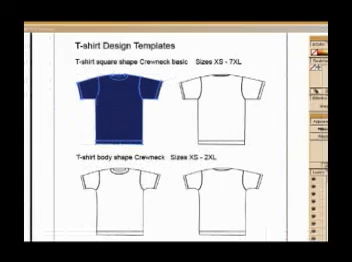 T-shirt Design Templates
T-shirt square shape Crewneck basic Sizes XS - 7XL
T-shirt body shape Crewneck Sizes XS - 2XL